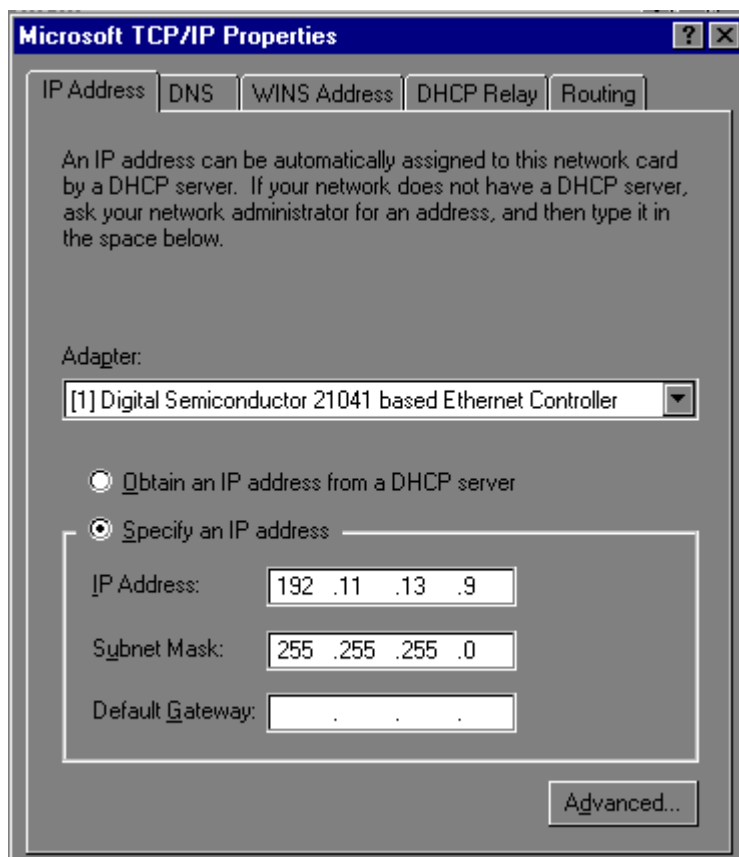 Microsoft TCP/IP Properties
IP Address DNS WINS Address DHCP Relay Routing
An IP address can be automatically assigned to this network card
by a DHCP server. If your network does not have a DHCP server,
ask your network administrator for an address, and then type it in
the space below.
Adapter:
[1] Digital Semiconductor 21041 based Ethernet Controller
Obtain an IP address from a DHCP server
Specify an IP address
IP Address: 192 .11 .13 .9
Subnet Mask: 255 .255 .255 .0
Default Gateway: . . .
Advanced...